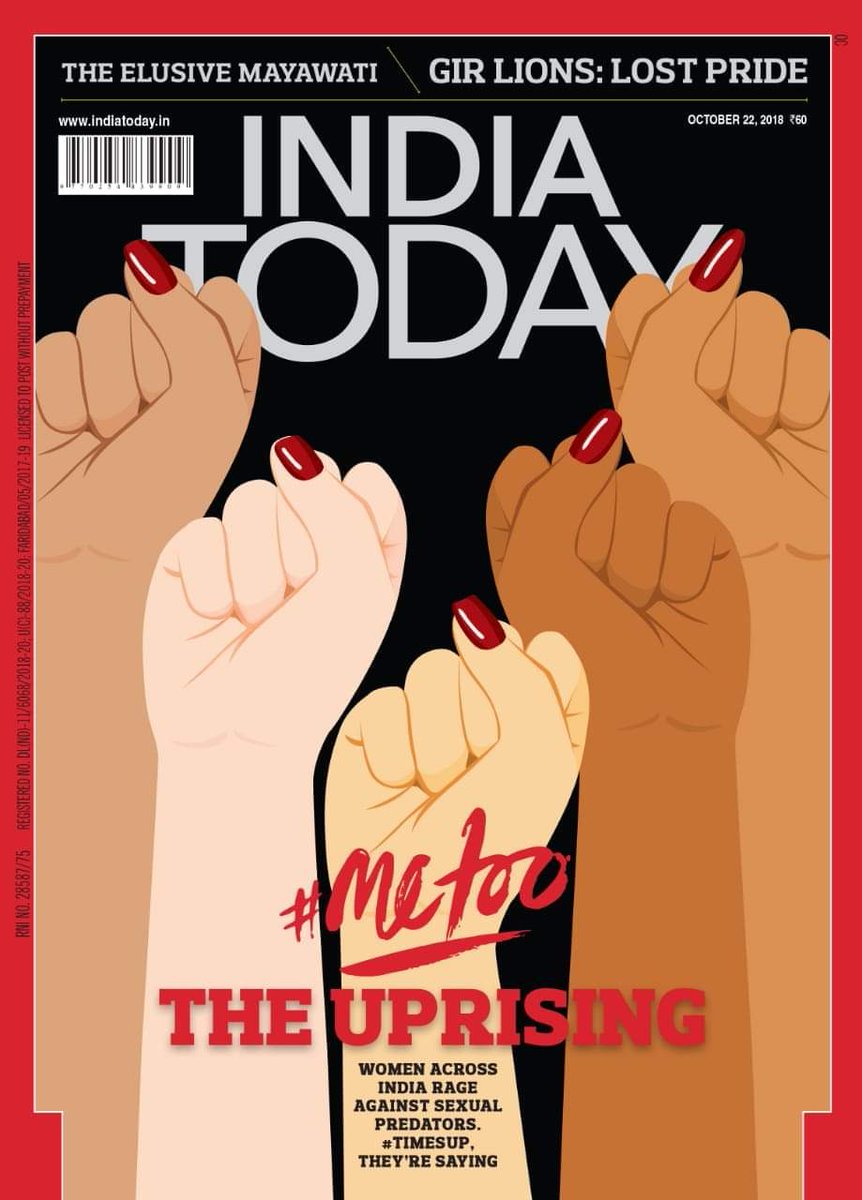 THE ELUSIVE MAYAWATI
GIR LIONS: LOST PRIDE
www.indiatoday.in
OCTOBER 22, 2018 ₹60
INDIA
TODAY
#Metoo
THE UPRISING
WOMEN ACROSS
INDIA RAGE
AGAINST SEXUAL
PREDATORS.
#TIMESUP,
THEY'RE SAYING
RNI NO. 28587/75 REGISTERED NO. DL(ND)-11/6068/2018-20; U(C)-88/2018-20; FARIDABAD/05/2017-19 LICENSED TO POST WITHOUT PREPAYMENT